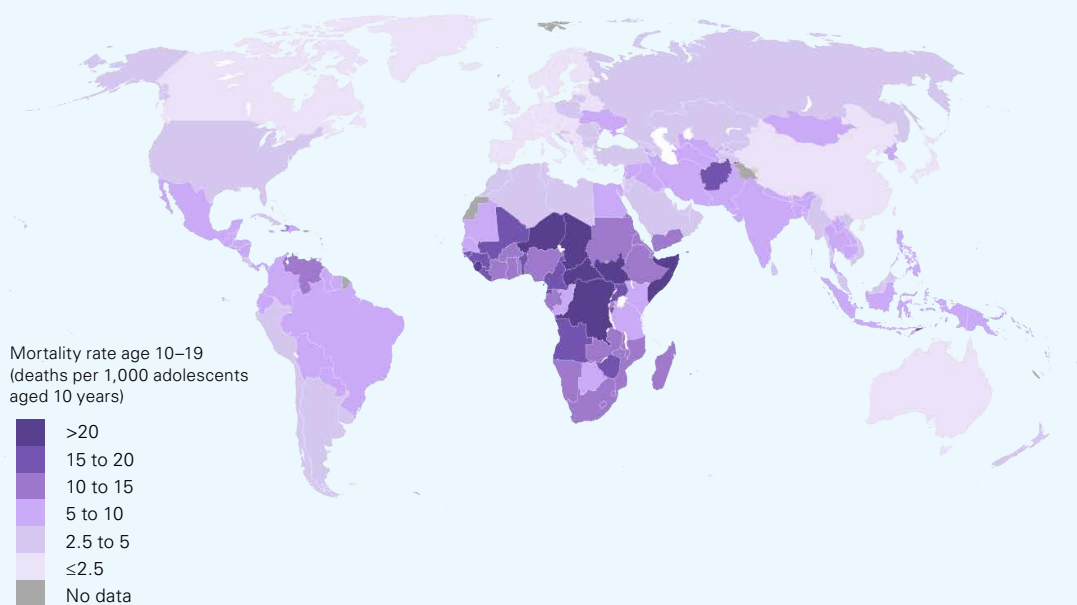 Mortality rate age 10–19
(deaths per 1,000 adolescents
aged 10 years)
>20
15 to 20
10 to 15
5 to 10
2.5 to 5
≤2.5
No data